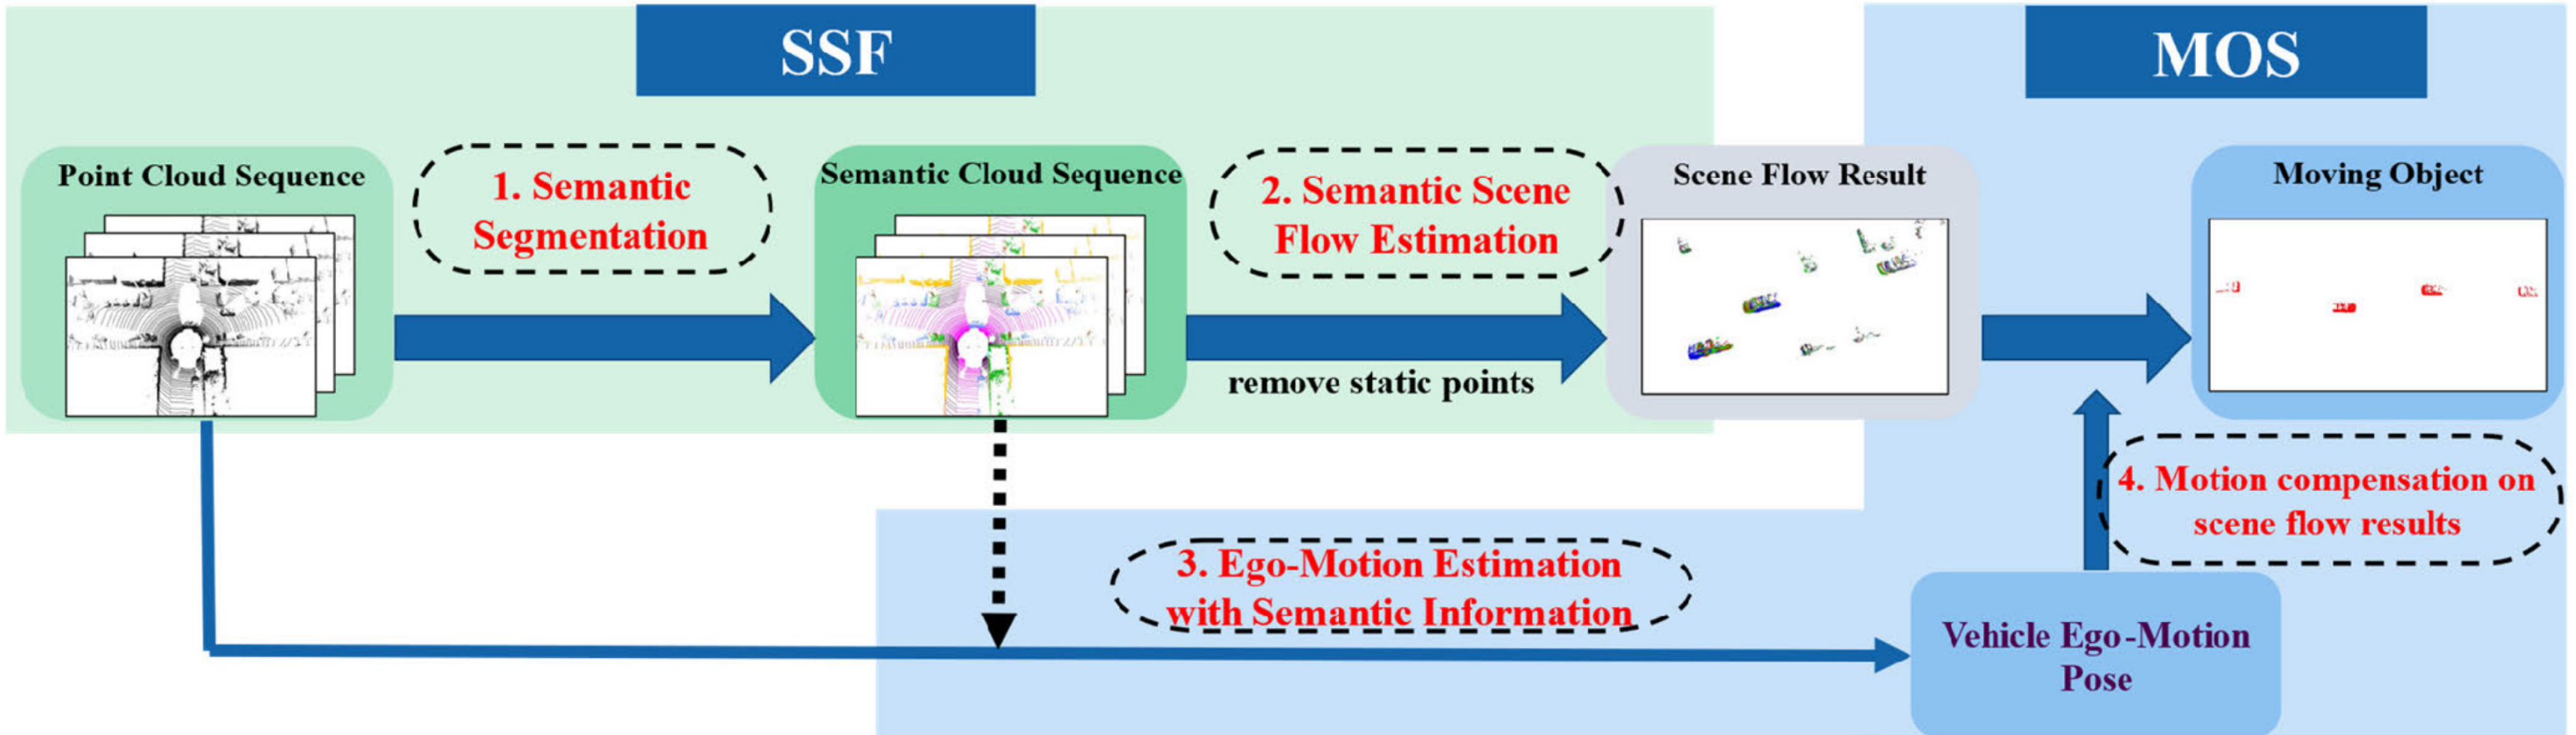 SSF
MOS
Point Cloud Sequence
1. Semantic
Segmentation
Semantic Cloud Sequence
2. Semantic Scene
Flow Estimation
remove static points
Scene Flow Result
Moving Object
3. Ego-Motion Estimation
with Semantic Information
4. Motion compensation on
scene flow results
Vehicle Ego-Motion
Pose